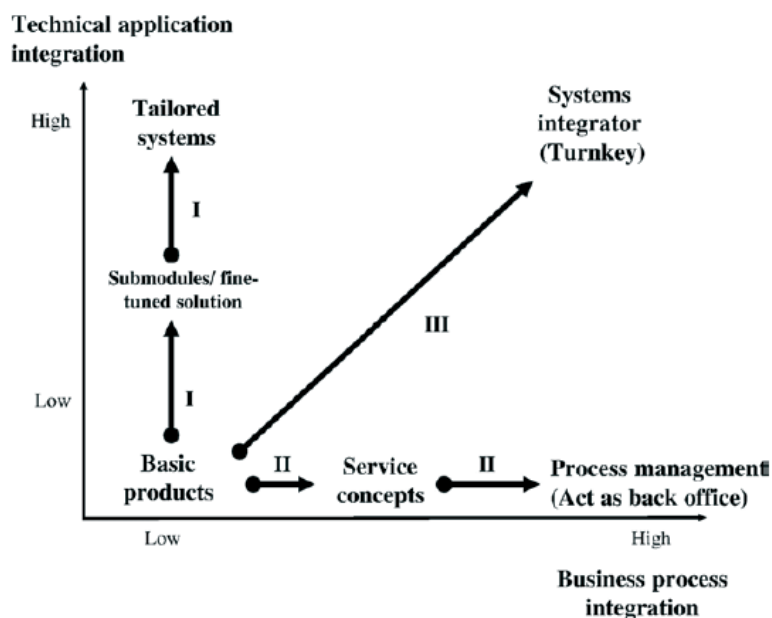 Technical application
integration
High
Tailored
systems
Systems
integrator
(Turnkey)
I
Submodules/ fine-
tuned solution
III
Low
I
Basic
products
II
Service
concepts
II
Process management
(Act as back office)
Low
High
Business process
integration